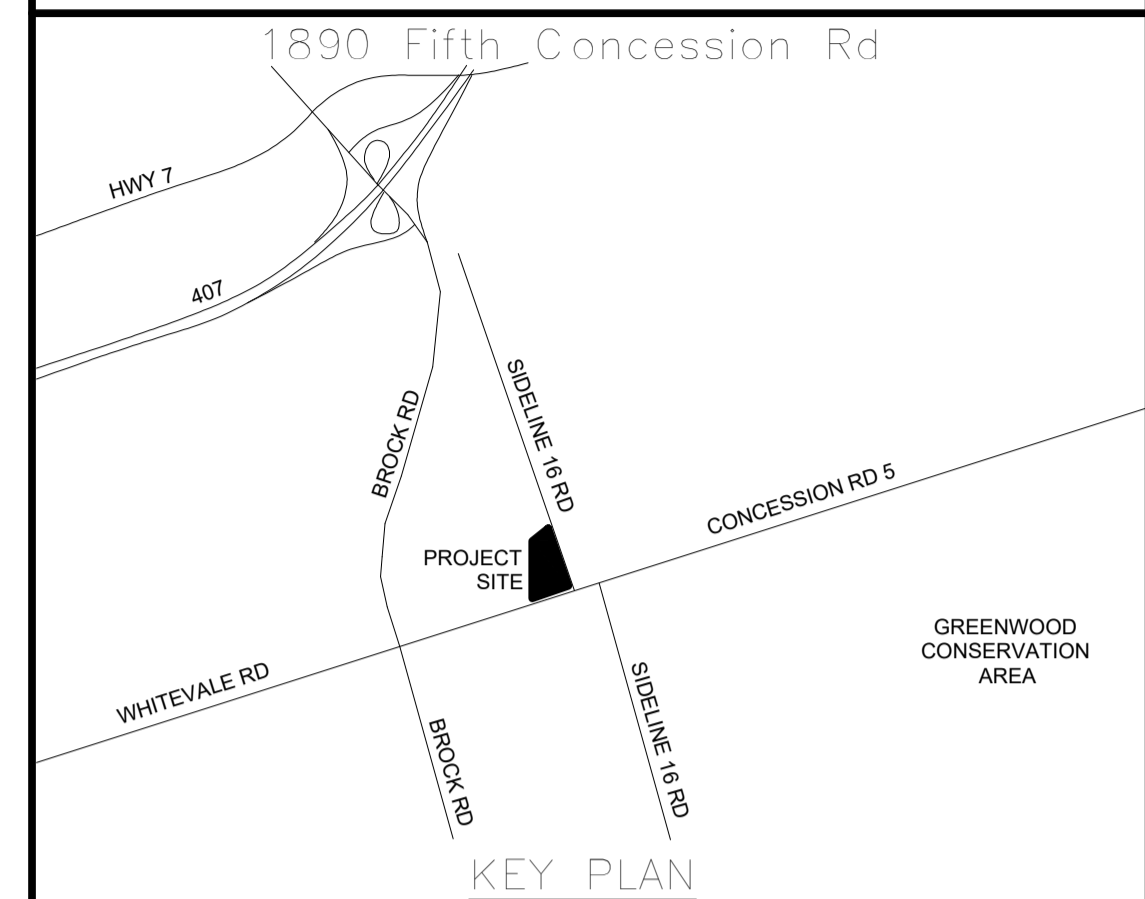 1890 Fifth Concession Rd
HWY 7
407
SIDELINE 16 RD
BROCK RD
CONCESSION RD 5
PROJECT
SITE
GREENWOOD
CONSERVATION
AREA
WHITEVALE RD
SIDELINE 16 RD
BROCK RD
KEY PLAN